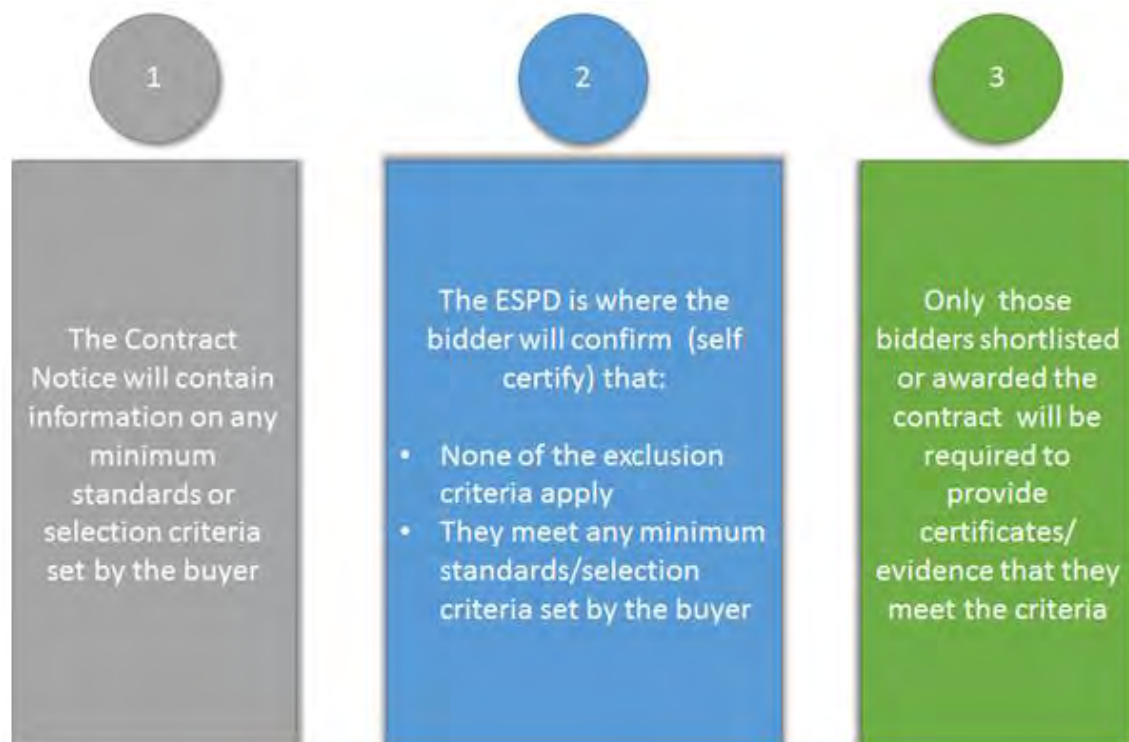 1
The Contract
Notice will contain
information on any
minimum
standards or
selection criteria
set by the buyer
2
The ESPD is where the
bidder will confirm (self
certify) that:
• None of the exclusion
criteria apply
• They meet any minimum
standards/selection
criteria set by the buyer
3
Only those
bidders shortlisted
or awarded the
contract will be
required to
provide
certificates/
evidence that they
meet the criteria